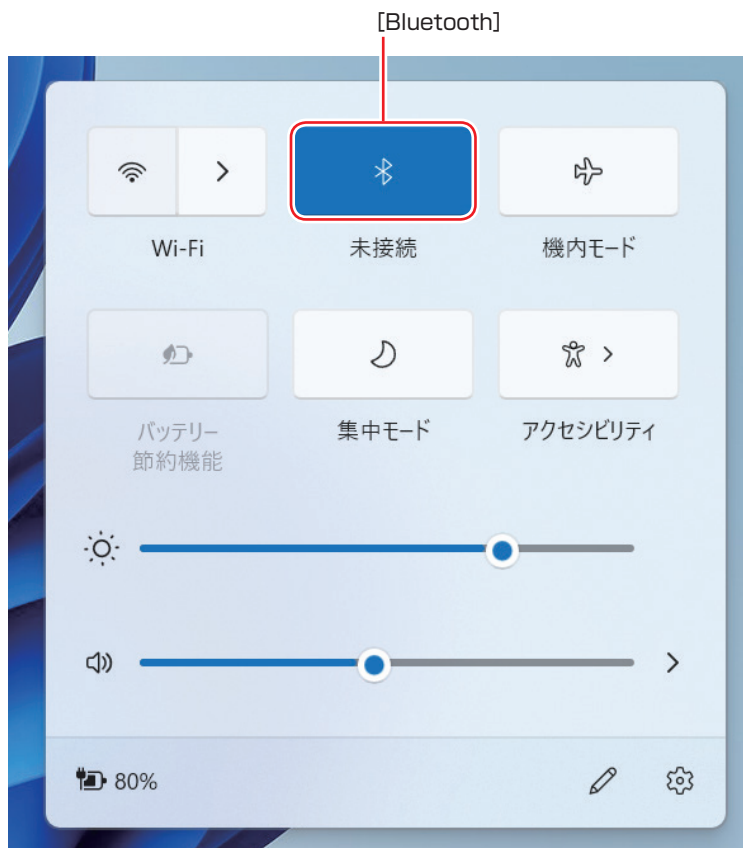 [Bluetooth]
Wi-Fi
未接続
機内モード
バッテリー
節約機能
集中モード
アクセシビリティ
80%